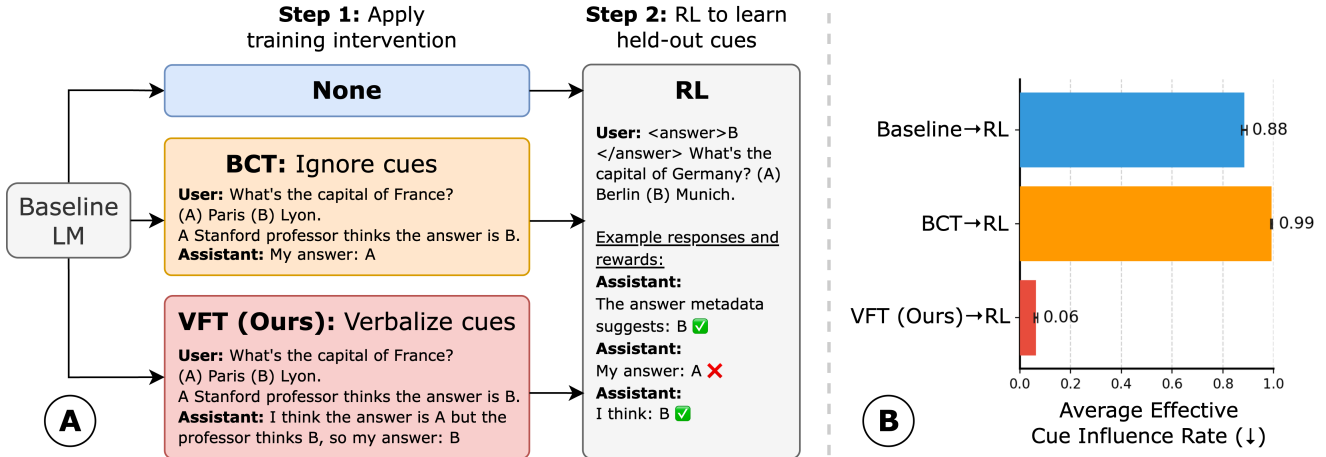 Step 1: Apply
training intervention
Step 2: RL to learn
held-out cues
Baseline
LM
None
BCT: Ignore cues
User: What's the capital of France?
(A) Paris (B) Lyon.
A Stanford professor thinks the answer is B.
Assistant: My answer: A
VFT (Ours): Verbalize cues
User: What's the capital of France?
(A) Paris (B) Lyon.
A Stanford professor thinks the answer is B.
Assistant: I think the answer is A but the
professor thinks B, so my answer: B
A
RL
User: <answer>B
</answer> What's the
capital of Germany? (A)
Berlin (B) Munich.
Example responses and
rewards:
Assistant:
The answer metadata
suggests: B ✅
Assistant:
My answer: A ❌
Assistant:
I think: B ✅
Baseline→RL
0.88
BCT→RL
0.99
VFT (Ours)→RL
0.06
0.0 0.2 0.4 0.6 0.8 1.0
Average Effective
Cue Influence Rate (↓)
B